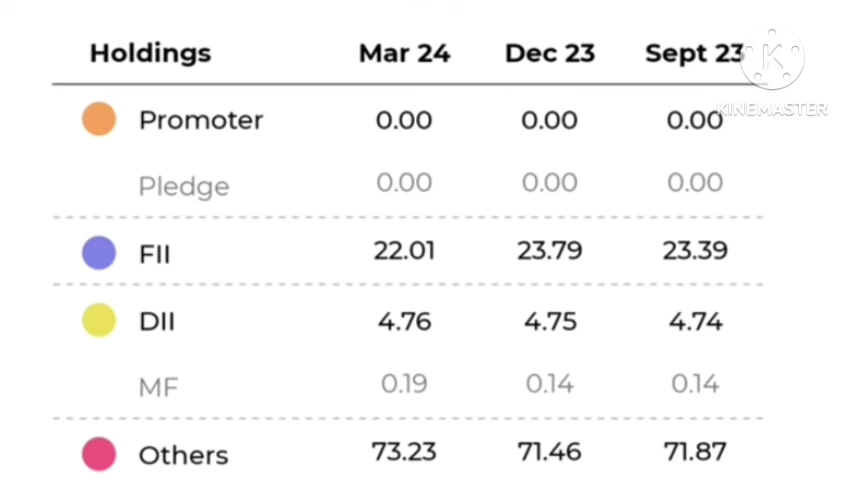 Holdings Mar 24 Dec 23 Sept 23
K
KINEMASTER
Promoter 0.00 0.00 0.00
Pledge 0.00 0.00 0.00
FII 22.01 23.79 23.39
DII 4.76 4.75 4.74
MF 0.19 0.14 0.14
Others 73.23 71.46 71.87